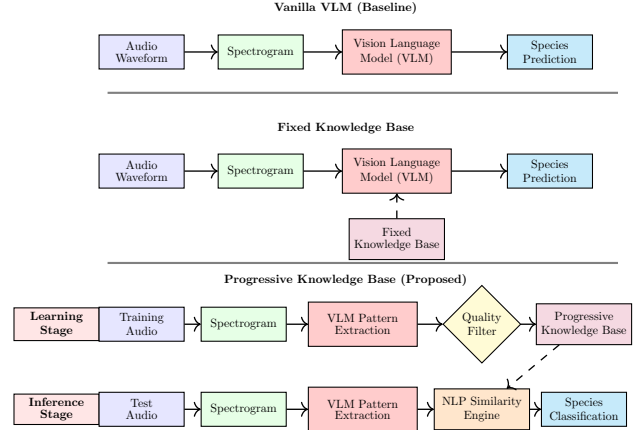 Vanilla VLM (Baseline)
Audio Waveform
Spectrogram
Vision Language Model (VLM)
Species Prediction
Fixed Knowledge Base
Audio Waveform
Spectrogram
Vision Language Model (VLM)
Species Prediction
Fixed Knowledge Base
Progressive Knowledge Base (Proposed)
Learning Stage
Training Audio
Spectrogram
VLM Pattern Extraction
Quality Filter
Progressive Knowledge Base
Inference Stage
Test Audio
Spectrogram
VLM Pattern Extraction
NLP Similarity Engine
Species Classification